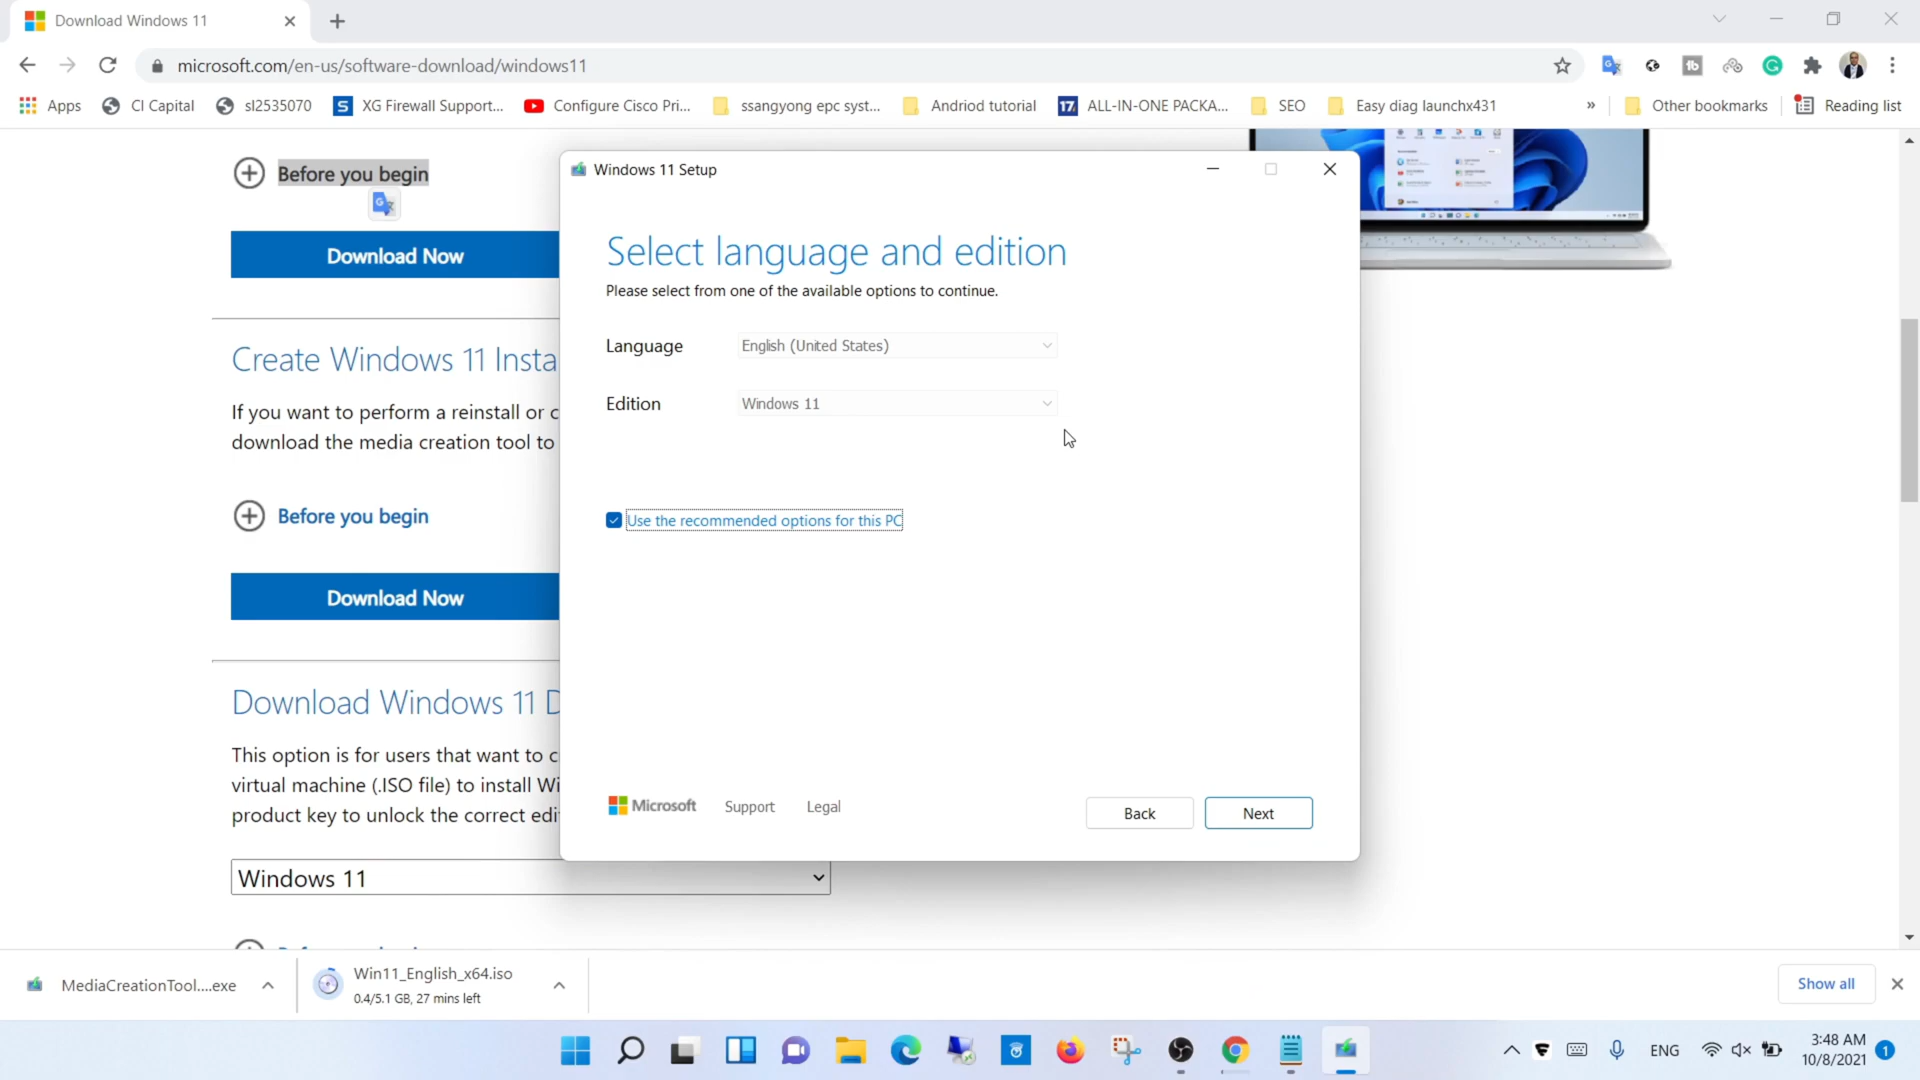 Download Windows 11
microsoft.com/en-us/software-download/windows11
Apps
CI Capital
sl2535070
XG Firewall Support...
Configure Cisco Pri...
ssangyong epc syst...
Andriod tutorial
ALL-IN-ONE PACKA...
SEO
Easy diag launchx431
»
Other bookmarks
Reading list
Before you begin
Download Now
Create Windows 11 Insta
If you want to perform a reinstall or c
download the media creation tool to
Before you begin
Download Now
Download Windows 11 D
This option is for users that want to c
virtual machine (.ISO file) to install Wi
product key to unlock the correct edi
Windows 11
Windows 11 Setup
Select language and edition
Please select from one of the available options to continue.
Language
English (United States)
Edition
Windows 11
Use the recommended options for this PC
Microsoft
Support
Legal
Back
Next
MediaCreationTool....exe
Win11_English_x64.iso
0.4/5.1 GB, 27 mins left
Show all
ENG
3:48 AM
10/8/2021
1